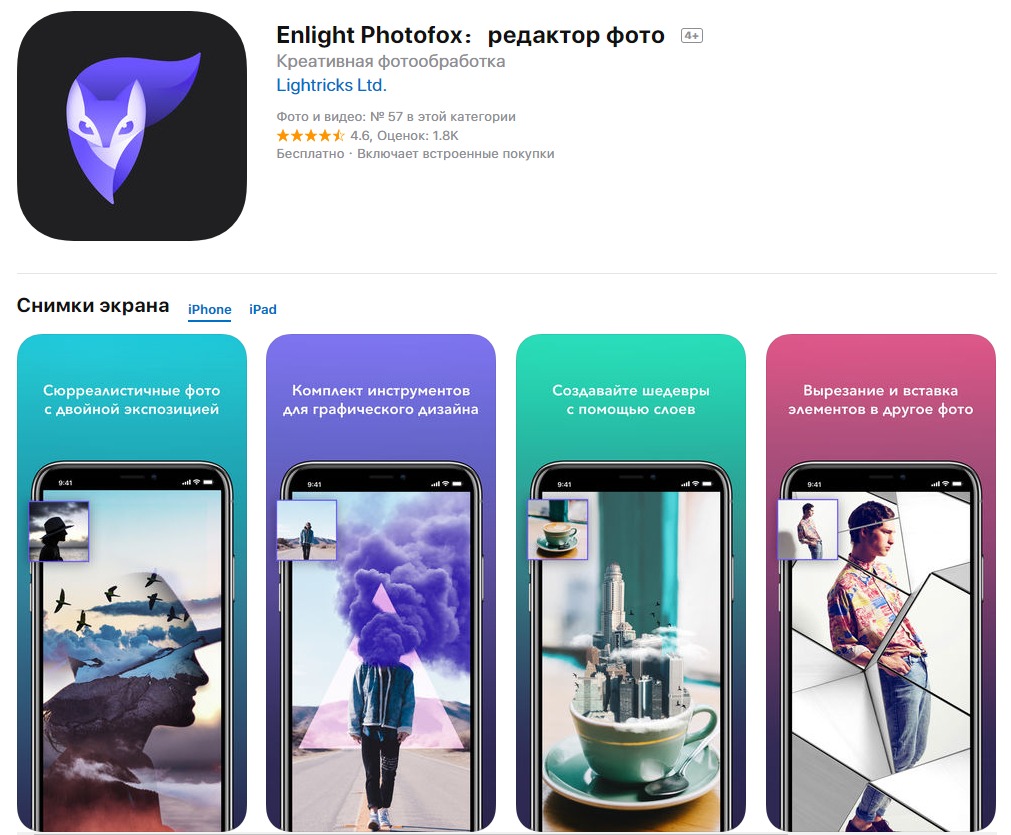 Enlight Photofox: редактор фото 4+
Креативная фотообработка
Lightricks Ltd.
Фото и видео: № 57 в этой категории
4.6, Оценок: 1.8K
Бесплатно · Включает встроенные покупки
Снимки экрана iPhone iPad
Сюрреалистичные фото
с двойной экспозицией
9:41
Комплект инструментов
для графического дизайна
9:41
Создавайте шедевры
с помощью слоев
9:41
Вырезание и вставка
элементов в другое фото
9:41